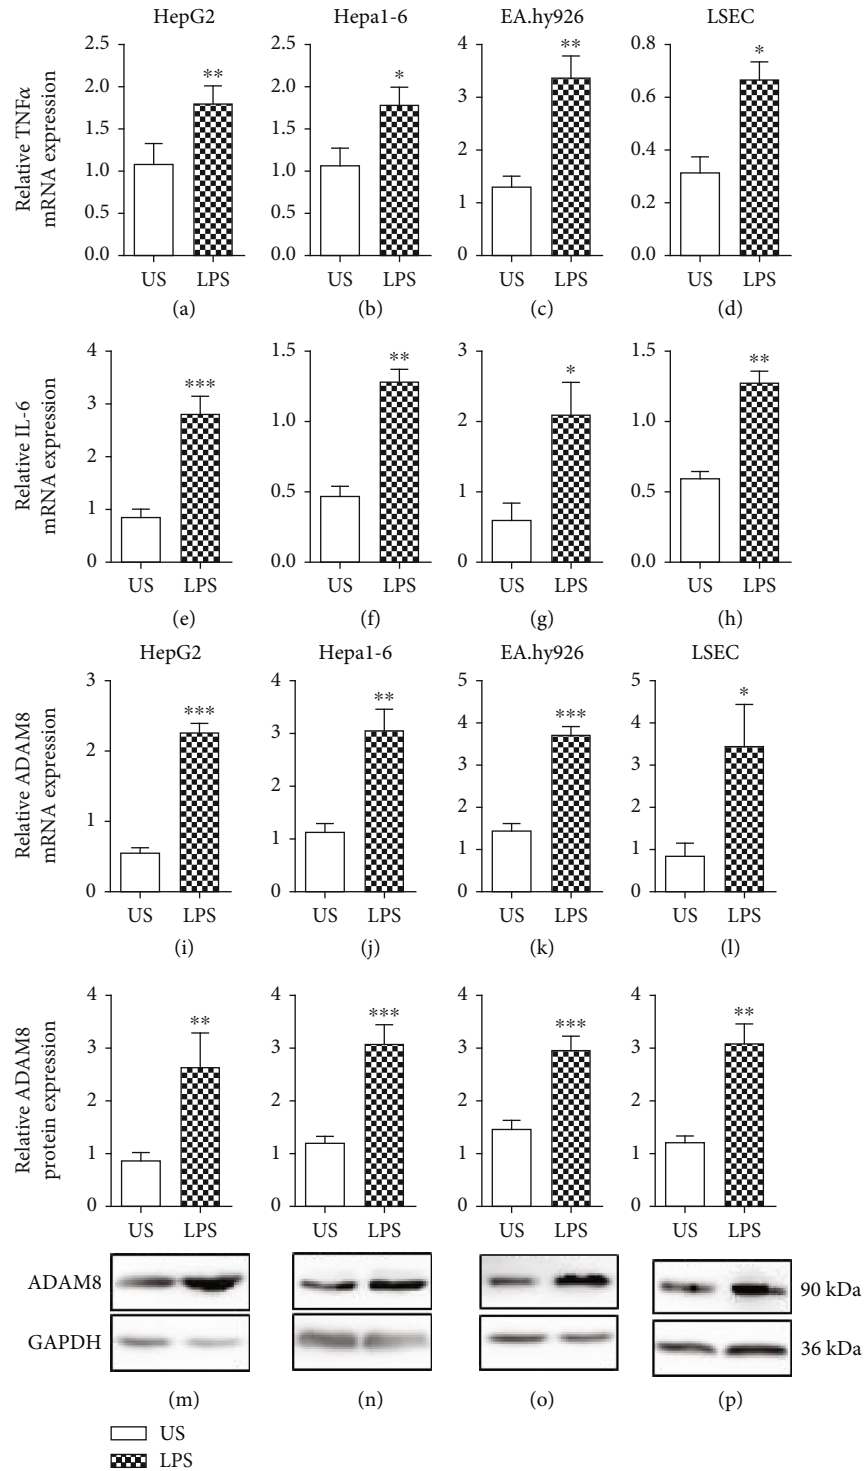 HepG2 Hepa1-6 EA.hy926 LSEC
Relative TNFα
mRNA expression
2.5 2.5 4 0.8
** * ** *
2.0 2.0 3 0.6
1.5 1.5 2 0.4
1.0 1.0 1 0.2
0.5 0.5
0.0 0.0 0 0.0
US LPS US LPS US LPS US LPS
(a) (b) (c) (d)
Relative IL-6
mRNA expression
4 1.5 3 1.5
*** ** * **
3 1.0 2 1.0
2 0.5 1 0.5
1
0 0.0 0 0.0
US LPS US LPS US LPS US LPS
(e) (f) (g) (h)
HepG2 Hepa1-6 EA.hy926 LSEC
Relative ADAM8
mRNA expression
3 4 5 5
*** ** *** *
2 3 4 4
1 2 3 3
1 2 2
1 1
0 0 0 0
US LPS US LPS US LPS US LPS
(i) (j) (k) (l)
Relative ADAM8
protein expression
4 4 4 4
** *** *** **
3 3 3 3
2 2 2 2
1 1 1 1
0 0 0 0
US LPS US LPS US LPS US LPS
ADAM8 90 kDa
GAPDH 36 kDa
(m) (n) (o) (p)
US
LPS